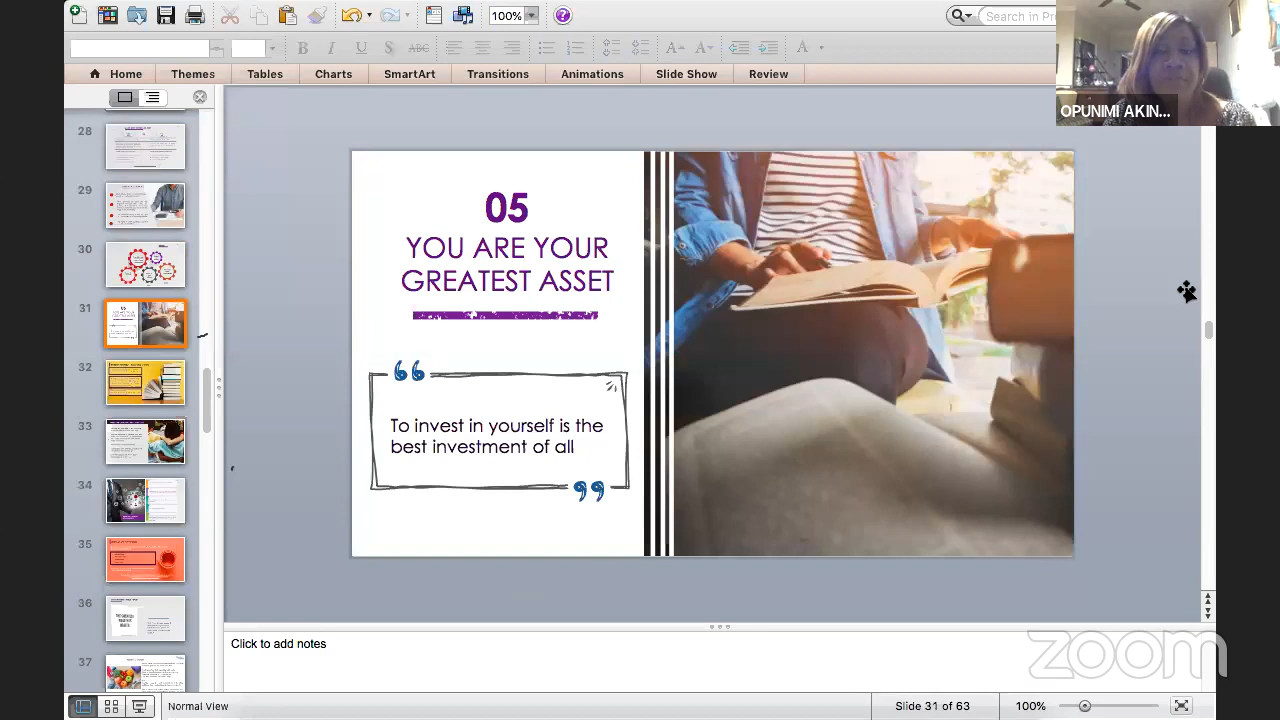 100%
Search in Pr
B I U S ABC
A A A
Home Themes Tables Charts SmartArt Transitions Animations Slide Show Review
OPUNIMI AKIN...
28
29
30
31
32
33
34
35
36
37
05
YOU ARE YOUR
GREATEST ASSET
“
To invest in yourself is the
best investment of all
”
Click to add notes
zoom
Normal View
Slide 31 of 63
100%